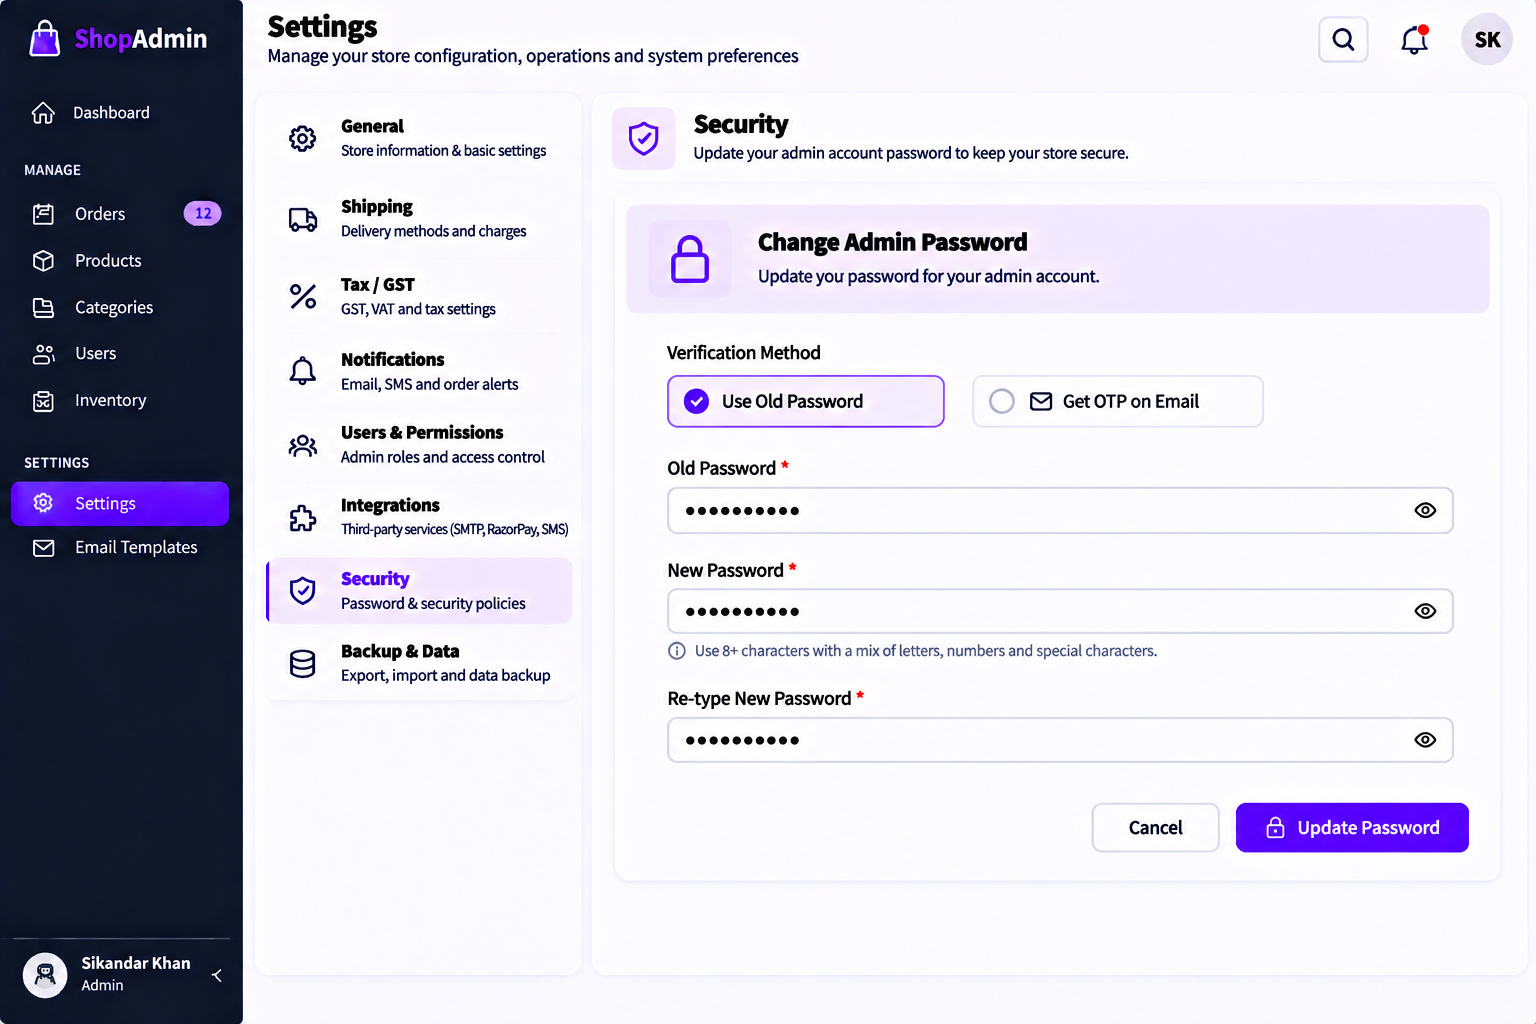 ShopAdmin
Dashboard
MANAGE
Orders 12
Products
Categories
Users
Inventory
SETTINGS
Settings
Email Templates
Sikandar Khan
Admin
Settings
Manage your store configuration, operations and system preferences
SK
General
Store information & basic settings
Shipping
Delivery methods and charges
Tax / GST
GST, VAT and tax settings
Notifications
Email, SMS and order alerts
Users & Permissions
Admin roles and access control
Integrations
Third-party services (SMTP, RazorPay, SMS)
Security
Password & security policies
Backup & Data
Export, import and data backup
Security
Update your admin account password to keep your store secure.
Change Admin Password
Update you password for your admin account.
Verification Method
Use Old Password
Get OTP on Email
Old Password *
••••••••••
New Password *
••••••••••
Use 8+ characters with a mix of letters, numbers and special characters.
Re-type New Password *
••••••••••
Cancel
Update Password